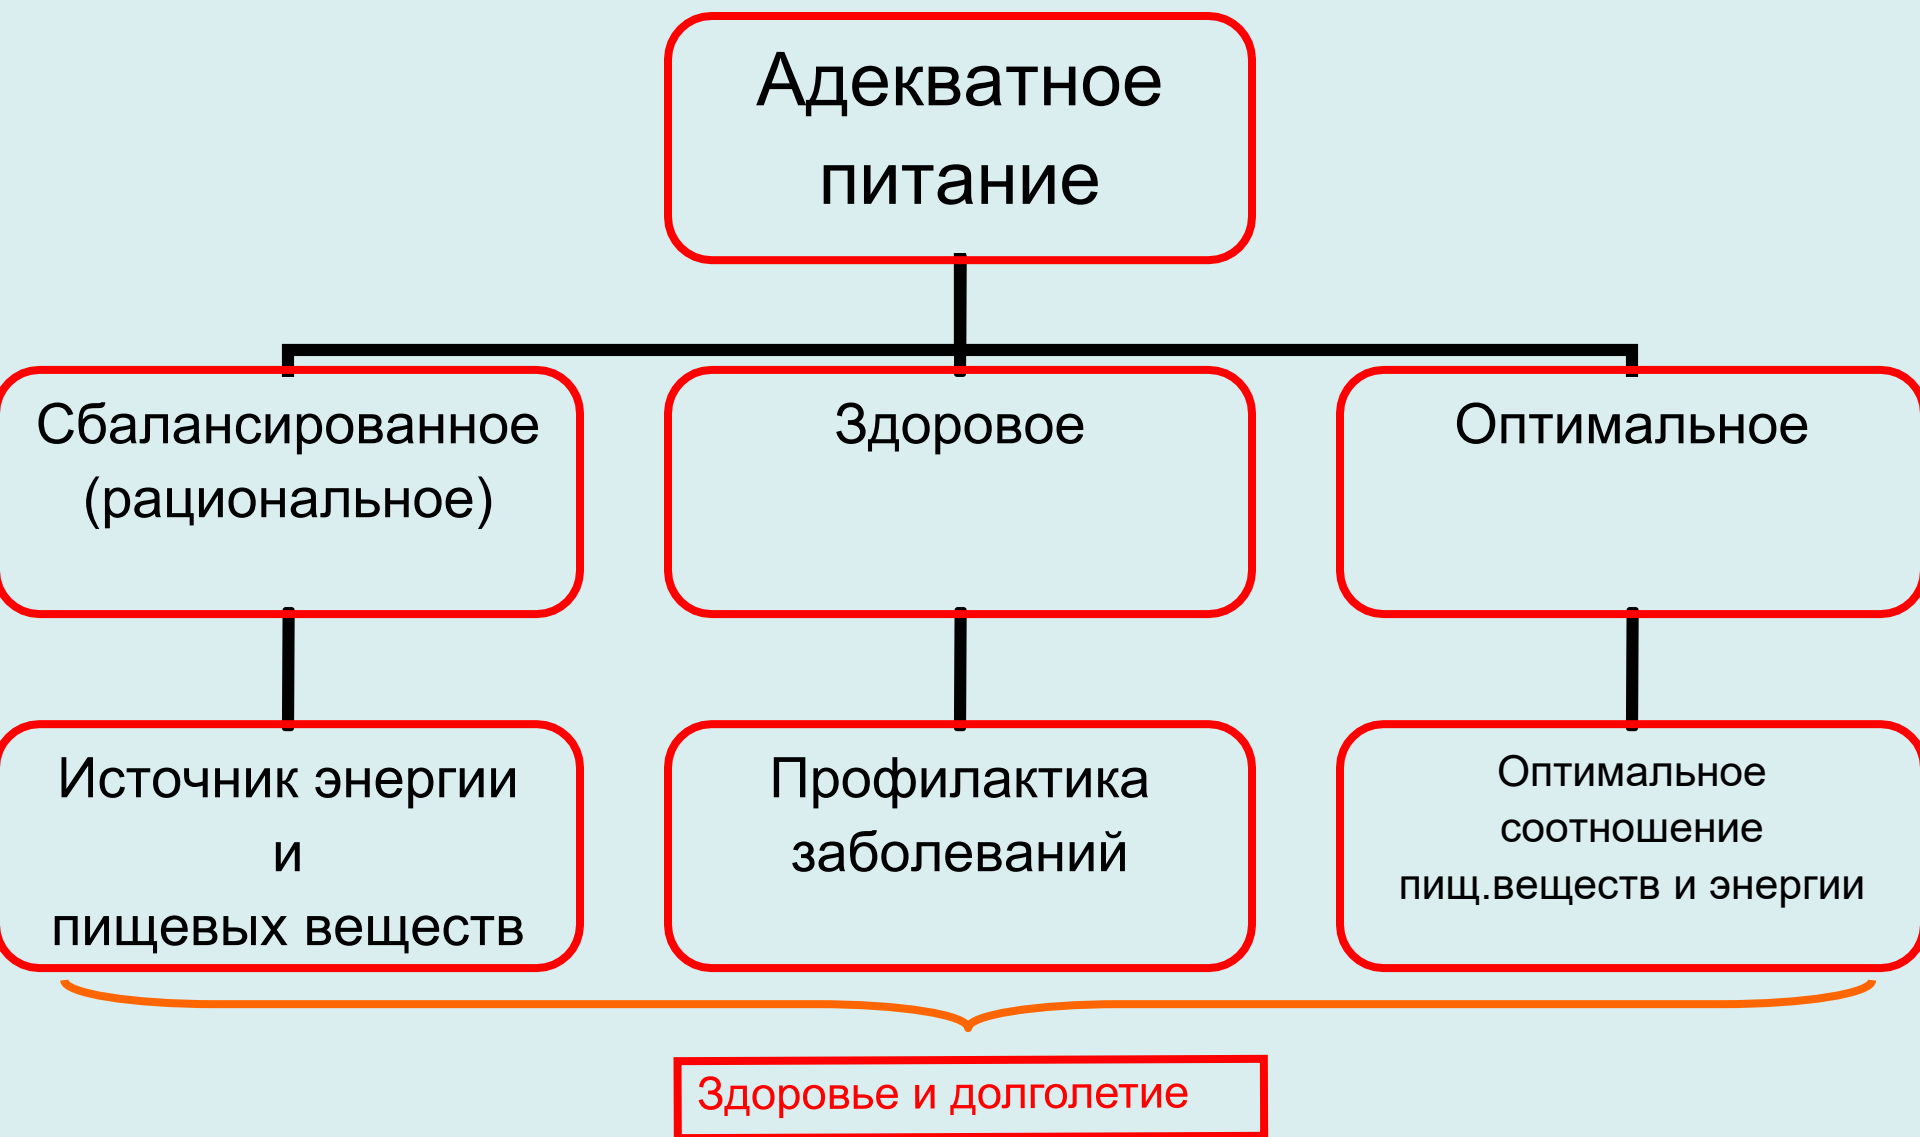 Адекватное
питание
Сбалансированное
(рациональное)
Здоровое
Оптимальное
Источник энергии
и
пищевых веществ
Профилактика
заболеваний
Оптимальное
соотношение
пищ.веществ и энергии
Здоровье и долголетие